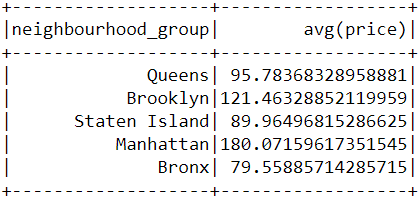 +-------------------+------------------+
|neighbourhood_group|        avg(price)|
+-------------------+------------------+
|             Queens| 95.78368328958881|
|           Brooklyn|121.46328852119959|
|      Staten Island| 89.96496815286625|
|          Manhattan|180.07159617351545|
|              Bronx| 79.55885714285715|
+-------------------+------------------+